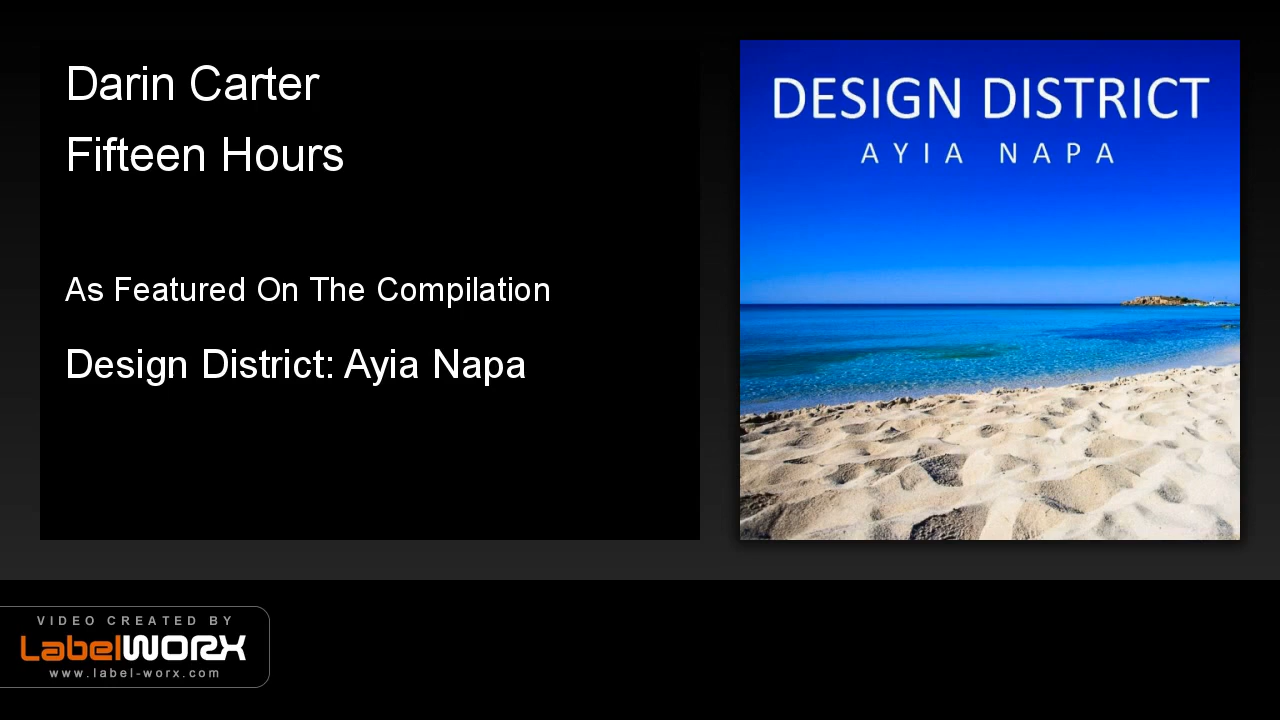 Darin Carter
Fifteen Hours
As Featured On The Compilation
Design District: Ayia Napa
DESIGN DISTRICT
AYIA NAPA
VIDEO CREATED BY
LabelWORX
www.label-worx.com